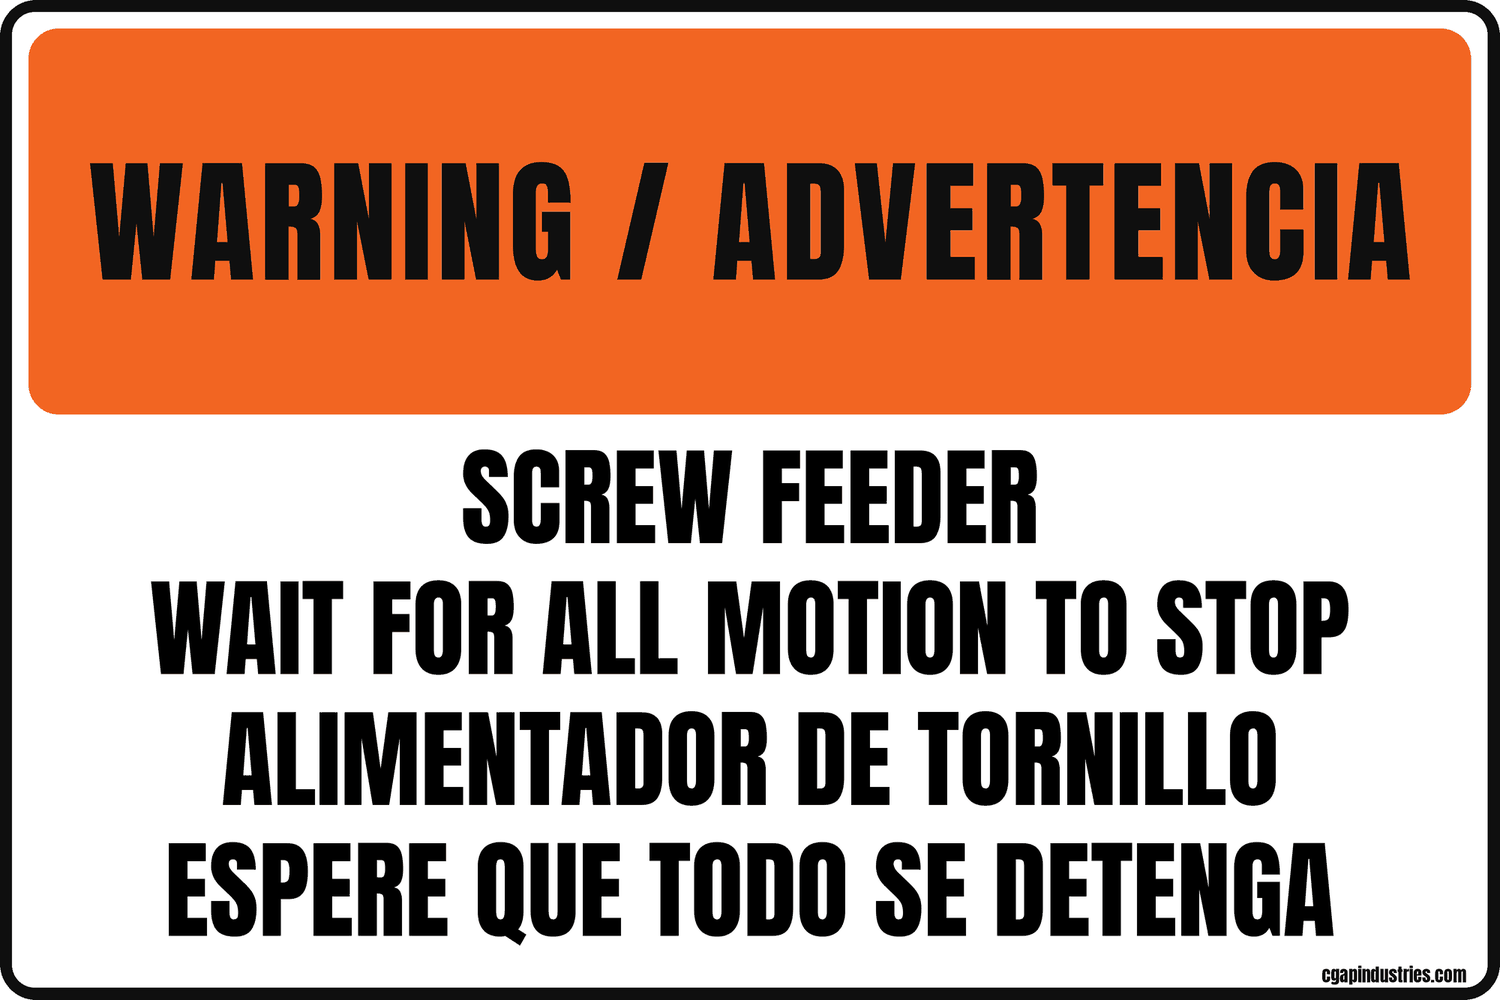 WARNING / ADVERTENCIA
SCREW FEEDER
WAIT FOR ALL MOTION TO STOP
ALIMENTADOR DE TORNILLO
ESPERE QUE TODO SE DETENGA
cgapindustries.com